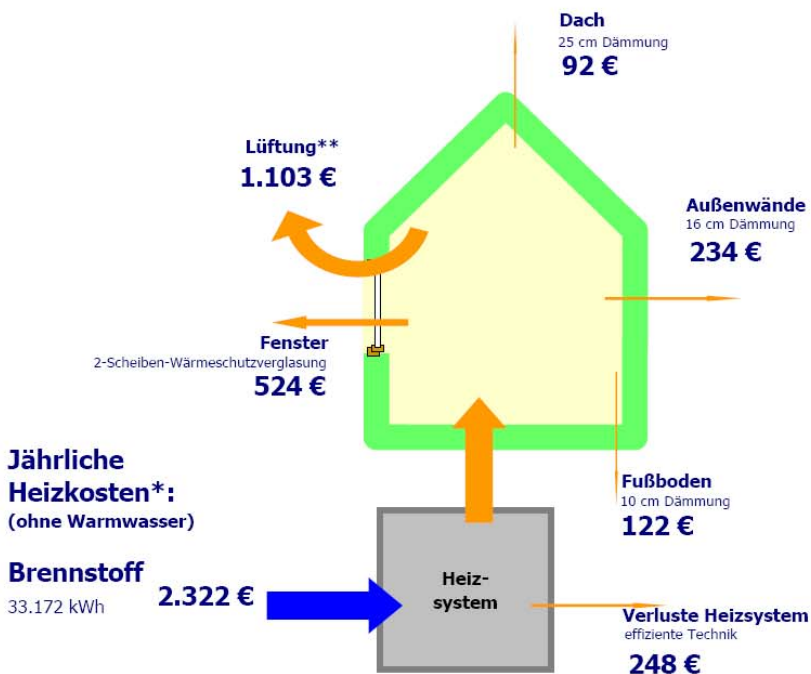 Dach
25 cm Dämmung
92 €
Lüftung**
1.103 €
Außenwände
16 cm Dämmung
234 €
Fenster
2-Scheiben-Wärmeschutzverglasung
524 €
Jährliche
Heizkosten*:
(ohne Warmwasser)
Fußboden
10 cm Dämmung
122 €
Brennstoff
33.172 kWh
2.322 €
Heiz-
system
Verluste Heizsystem
effiziente Technik
248 €